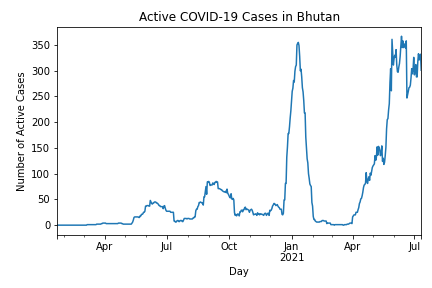 Active COVID-19 Cases in Bhutan
Number of Active Cases
350
300
250
200
150
100
50
0
Apr Jul Oct Jan Apr Jul
2021
Day